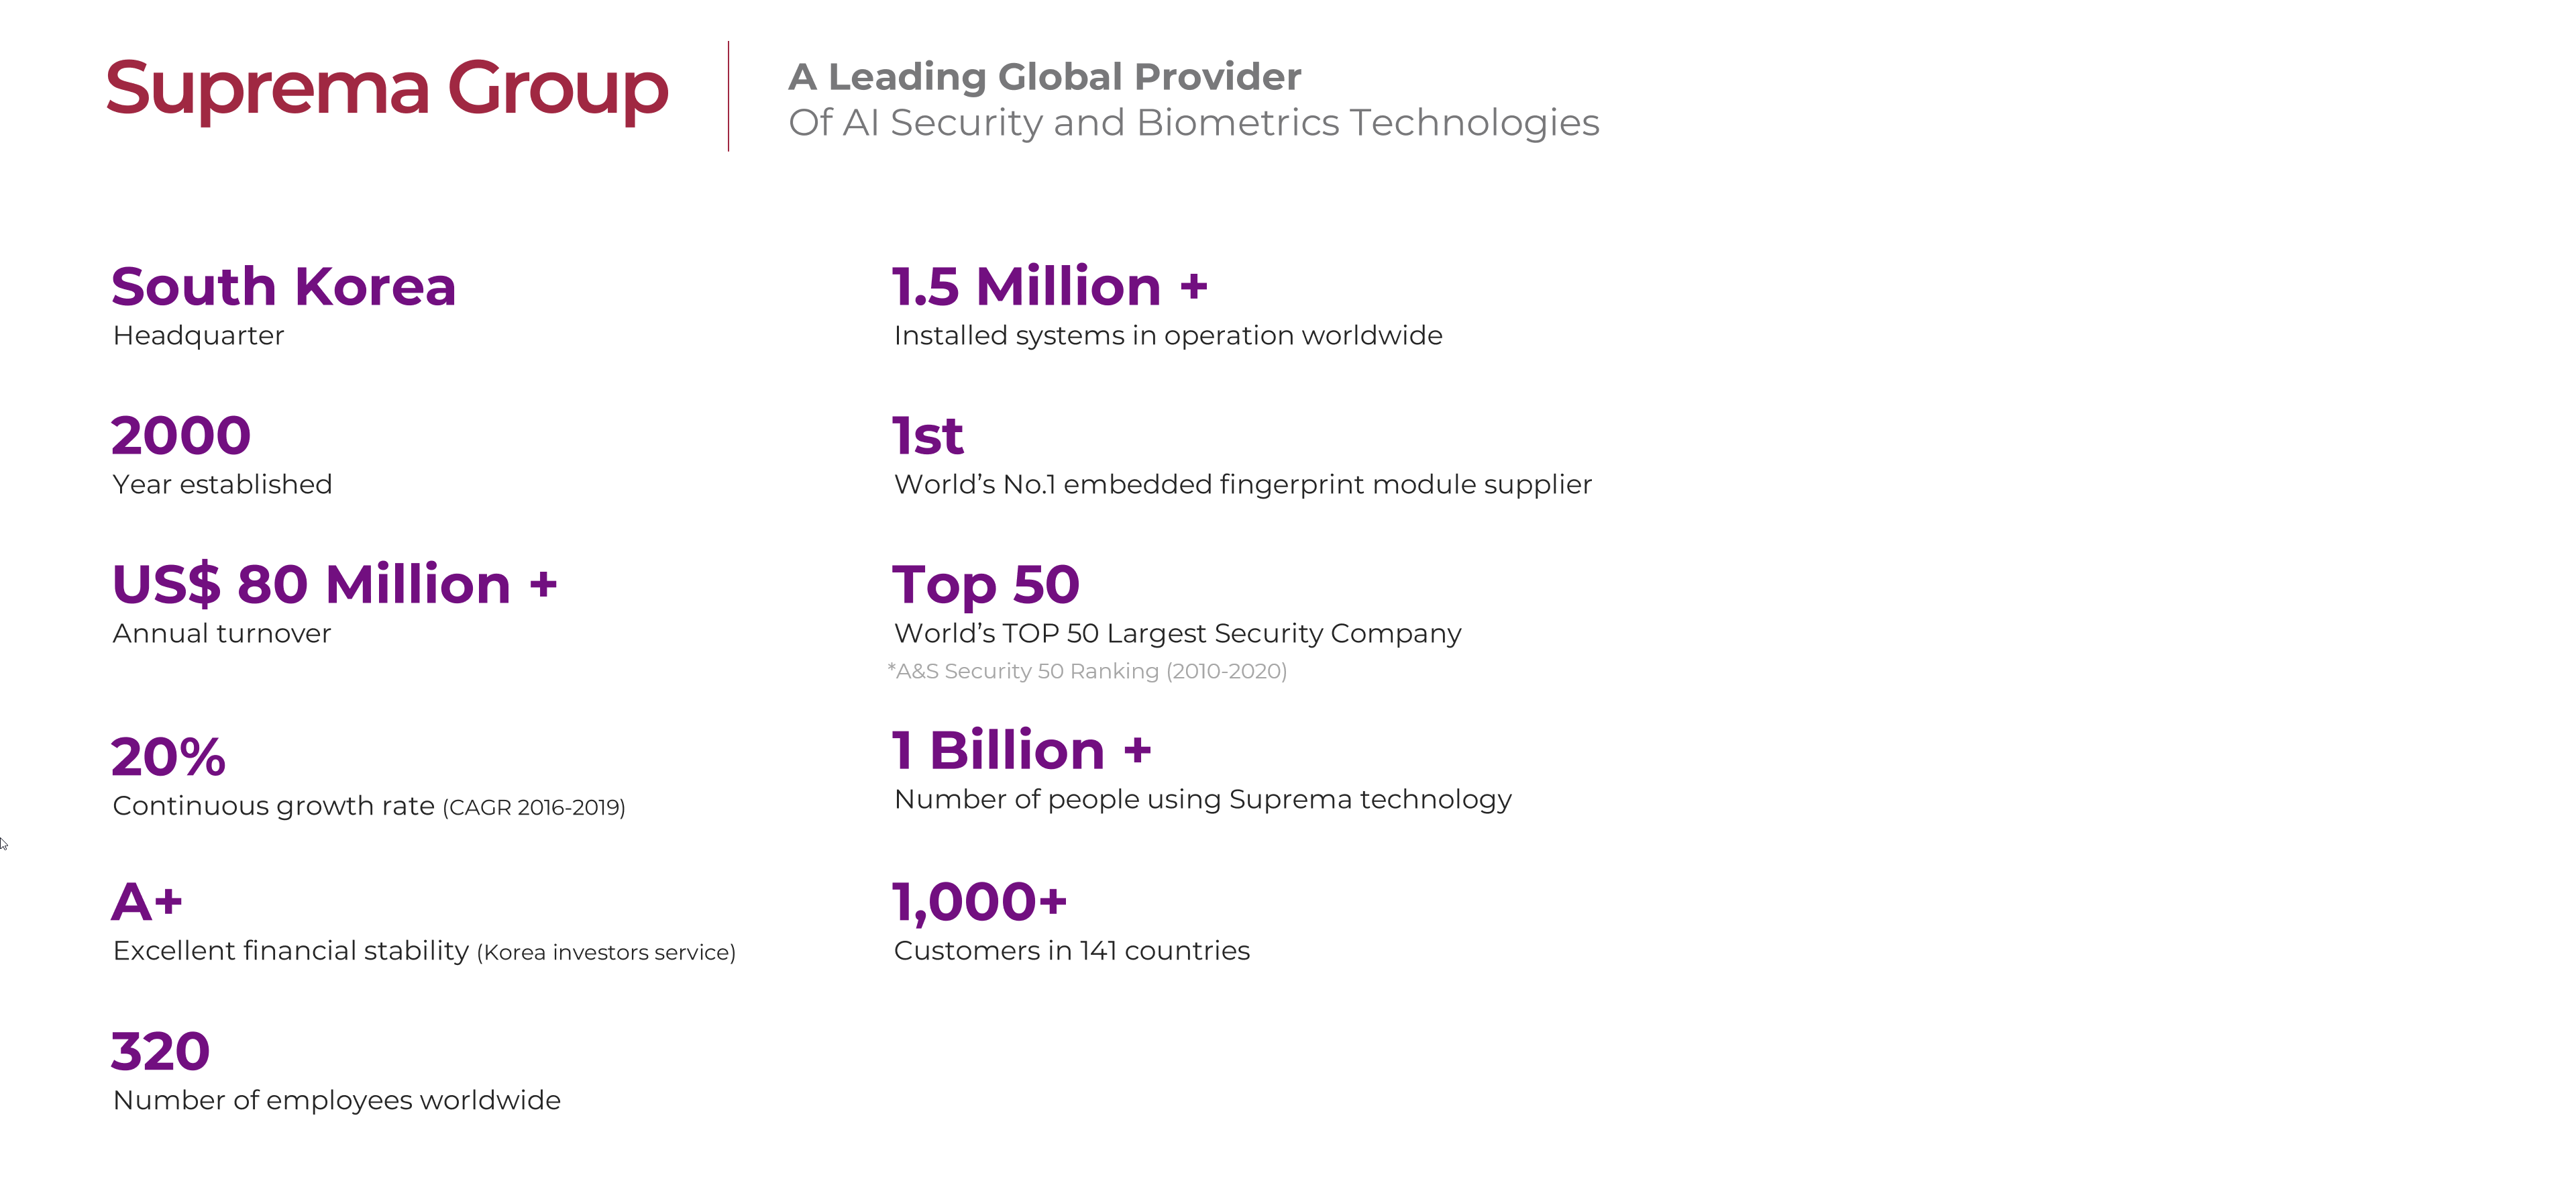 Suprema Group
A Leading Global Provider
Of AI Security and Biometrics Technologies
South Korea
Headquarter
2000
Year established
US$ 80 Million +
Annual turnover
20%
Continuous growth rate (CAGR 2016-2019)
A+
Excellent financial stability (Korea investors service)
320
Number of employees worldwide
1.5 Million +
Installed systems in operation worldwide
1st
World’s No.1 embedded fingerprint module supplier
Top 50
World’s TOP 50 Largest Security Company
*A&S Security 50 Ranking (2010-2020)
1 Billion +
Number of people using Suprema technology
1,000+
Customers in 141 countries